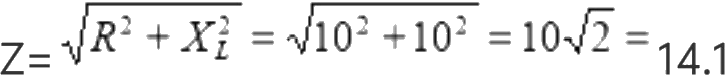 Z= √(R² + X_L²) = √(10² +10²) = 10√2 = 14.1